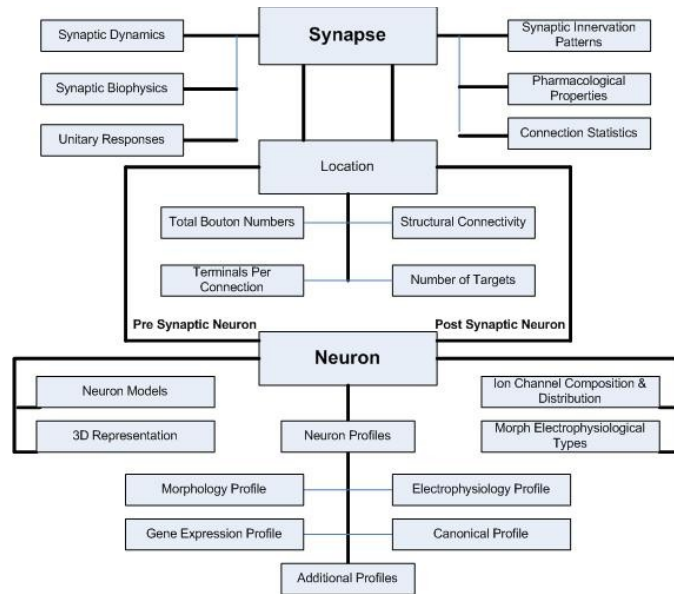 Synaptic Dynamics
Synapse
Synaptic Innervation
Patterns
Synaptic Biophysics
Pharmacological
Properties
Unitary Responses
Connection Statistics
Location
Total Bouton Numbers
Structural Connectivity
Terminals Per
Connection
Number of Targets
Pre Synaptic Neuron
Post Synaptic Neuron
Neuron
Neuron Models
Ion Channel Composition &
Distribution
3D Representation
Neuron Profiles
Morph Electrophysiological
Types
Morphology Profile
Electrophysiology Profile
Gene Expression Profile
Canonical Profile
Additional Profiles